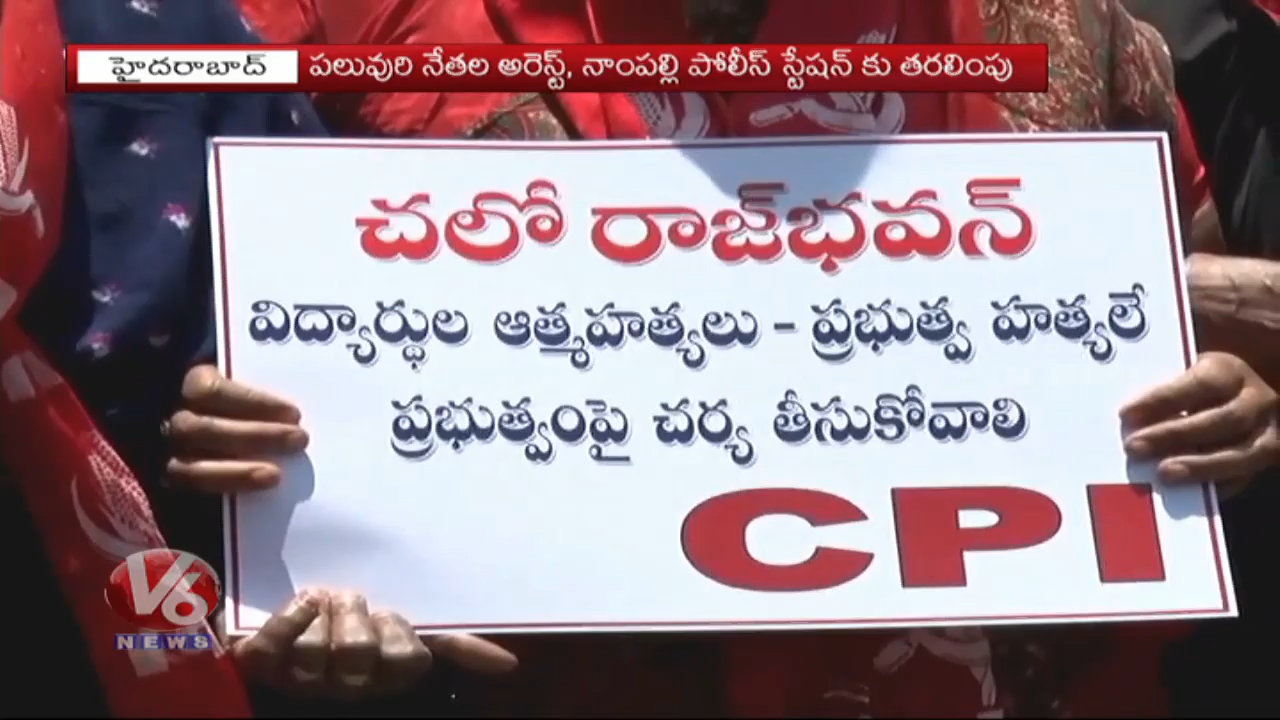 హైదరాబాద్ పలువురి నేతల అరెస్ట్, నాంపల్లి పోలీస్ స్టేషన్ కు తరలింపు
చలో రాజ్‌భవన్
విద్యార్థుల ఆత్మహత్యలు - ప్రభుత్వ హత్యలే
ప్రభుత్వంపై చర్య తీసుకోవాలి
CPI
V6
NEWS